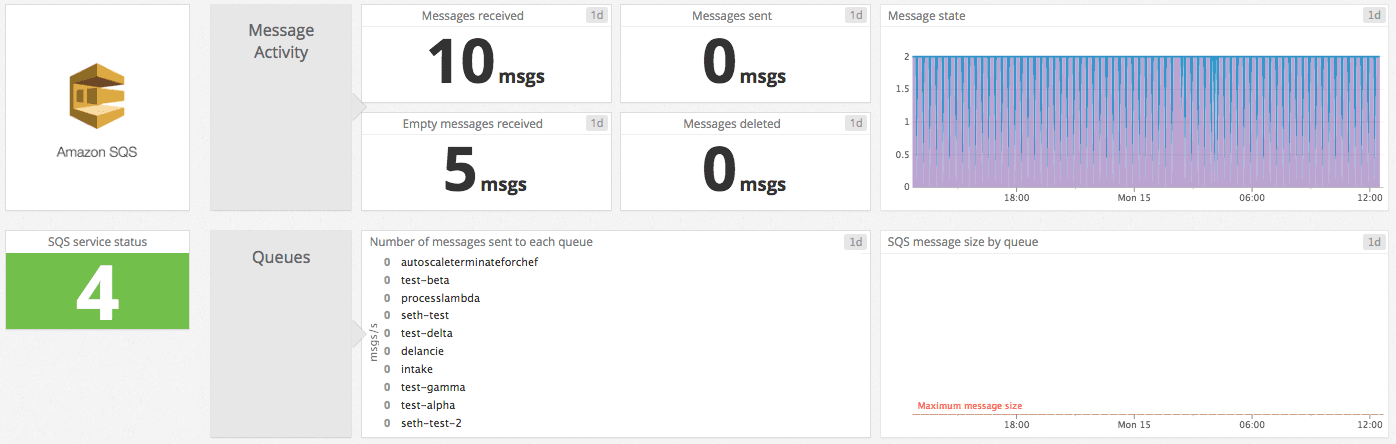 Amazon SQS
SQS service status
4
Message
Activity
Messages received 1d
10 msgs
Messages sent 1d
0 msgs
Empty messages received 1d
5 msgs
Messages deleted 1d
0 msgs
Message state 1d
2
1.5
1
0.5
0
18:00 Mon 15 06:00 12:00
Queues
Number of messages sent to each queue 1d
msgs/s
0 autoscaleterminateforchef
0 test-beta
0 processlambda
0 seth-test
0 test-delta
0 delancie
0 intake
0 test-gamma
0 test-alpha
0 seth-test-2
SQS message size by queue 1d
Maximum message size
18:00 Mon 15 06:00 12:00